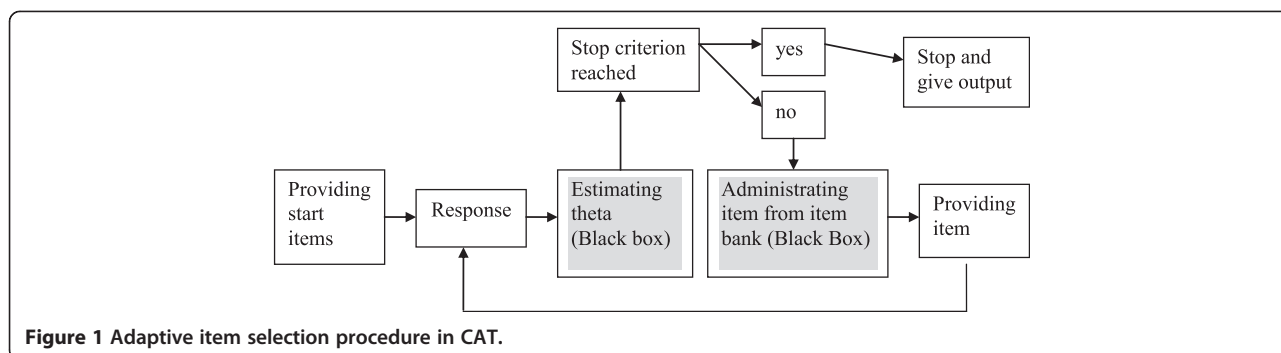 Stop criterion
reached
yes
Stop and
give output
no
Providing
start
items
Response
Estimating
theta
(Black box)
Administrating
item from item
bank (Black Box)
Providing
item
Figure 1 Adaptive item selection procedure in CAT.